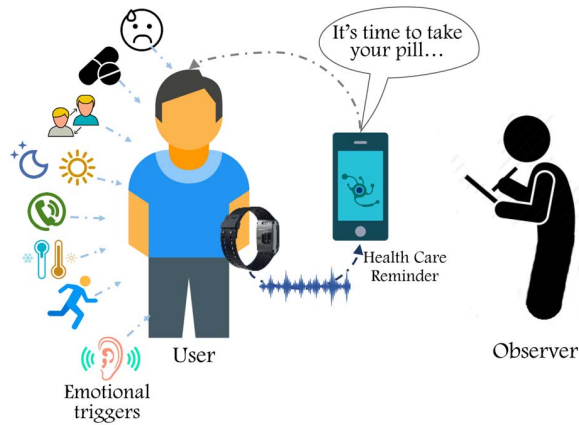 It's time to take
your pill...
Health Care
Reminder
User
Observer
Emotional
triggers